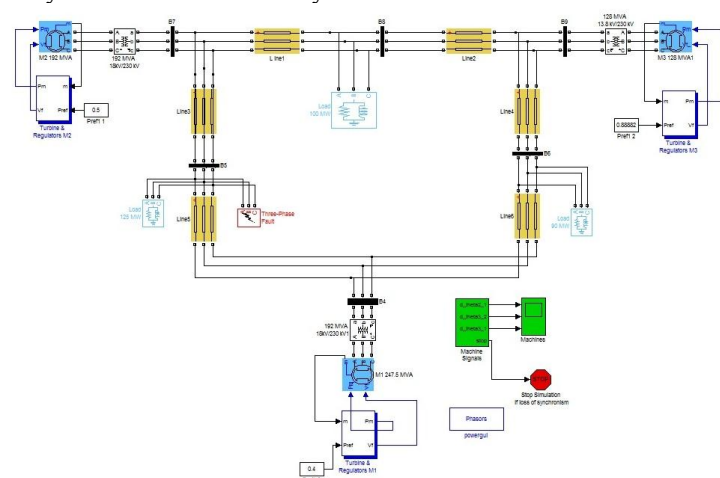 B7
B8
B9
128 MVA
13.8 kV/230 kV
M2 192 MVA
192 MVA
18kV/230 kV
L ine1
Line2
M3 128 MVA1
Pm
m
Vf
Pref
0.5
Pref1 1
Turbine &
Regulators M2
Load
100 MW
Line3
Line4
m
Pm
Pref
Vf
0.88882
Pref1 2
Turbine &
Regulators M3
B5
B6
Load
125 MW
Three-Phase
Fault
Line5
Line6
Load
90 MW
B4
192 MVA
18kV/230 kV1
M1 247.5 MVA
Machine
Signals
Machines
Stop Simulation
if loss of synchronism
m
Pm
Pref
Vf
Phasors
powergui
0.4
Turbine &
Regulators M1